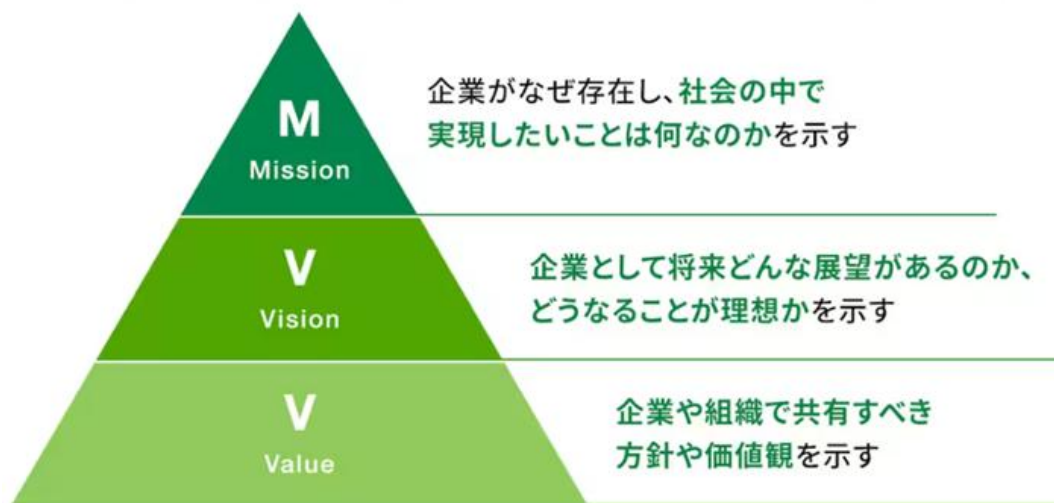 M
Mission
企業がなぜ存在し、社会の中で
実現したいことは何なのかを示す
V
Vision
企業として将来どんな展望があるのか、
どうなることが理想かを示す
V
Value
企業や組織で共有すべき
方針や価値観を示す